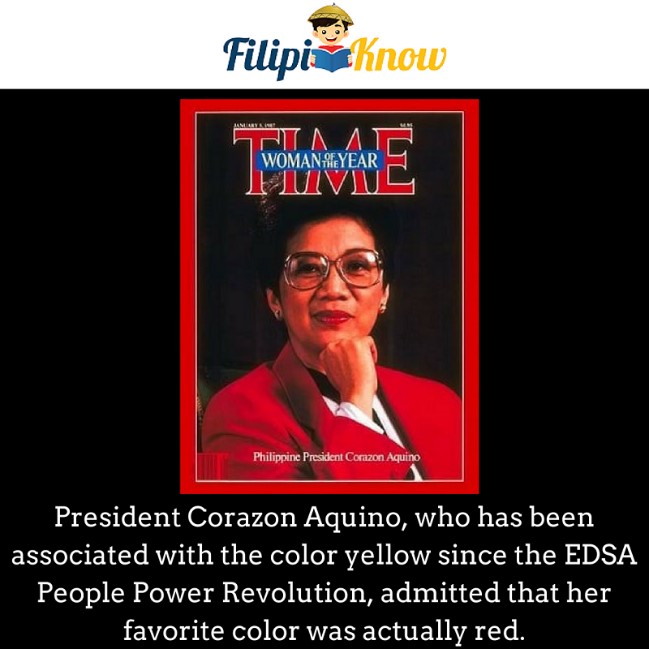 FilipiKnow
JANUARY 5, 1987
$1.95
TIME
WOMAN OF THE YEAR
Philippine President Corazon Aquino
President Corazon Aquino, who has been
associated with the color yellow since the EDSA
People Power Revolution, admitted that her
favorite color was actually red.